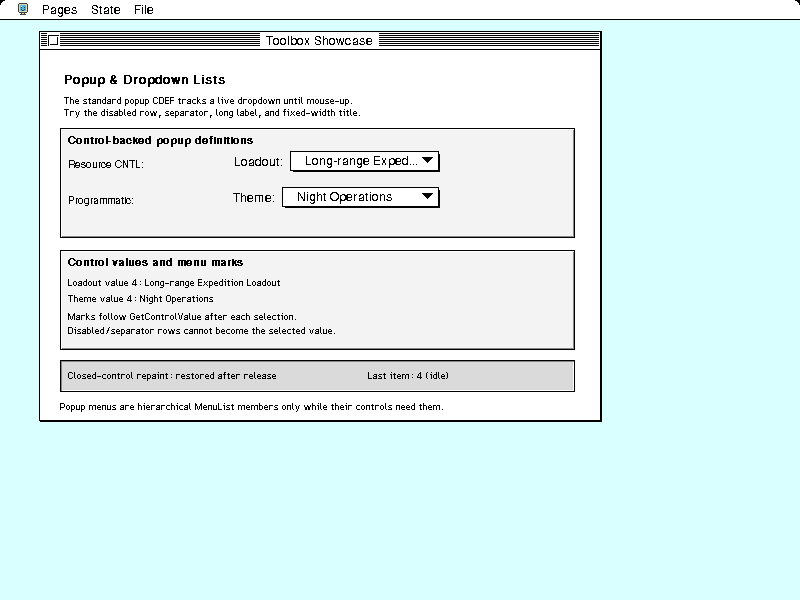 Pages State File
Toolbox Showcase
Popup & Dropdown Lists
The standard popup CDEF tracks a live dropdown until mouse-up.
Try the disabled row, separator, long label, and fixed-width title.
Control-backed popup definitions
Resource CNTL: Loadout: Long-range Exped...
Programmatic: Theme: Night Operations
Control values and menu marks
Loadout value 4: Long-range Expedition Loadout
Theme value 4: Night Operations
Marks follow GetControlValue after each selection.
Disabled/separator rows cannot become the selected value.
Closed-control repaint: restored after release Last item: 4 (idle)
Popup menus are hierarchical MenuList members only while their controls need them.